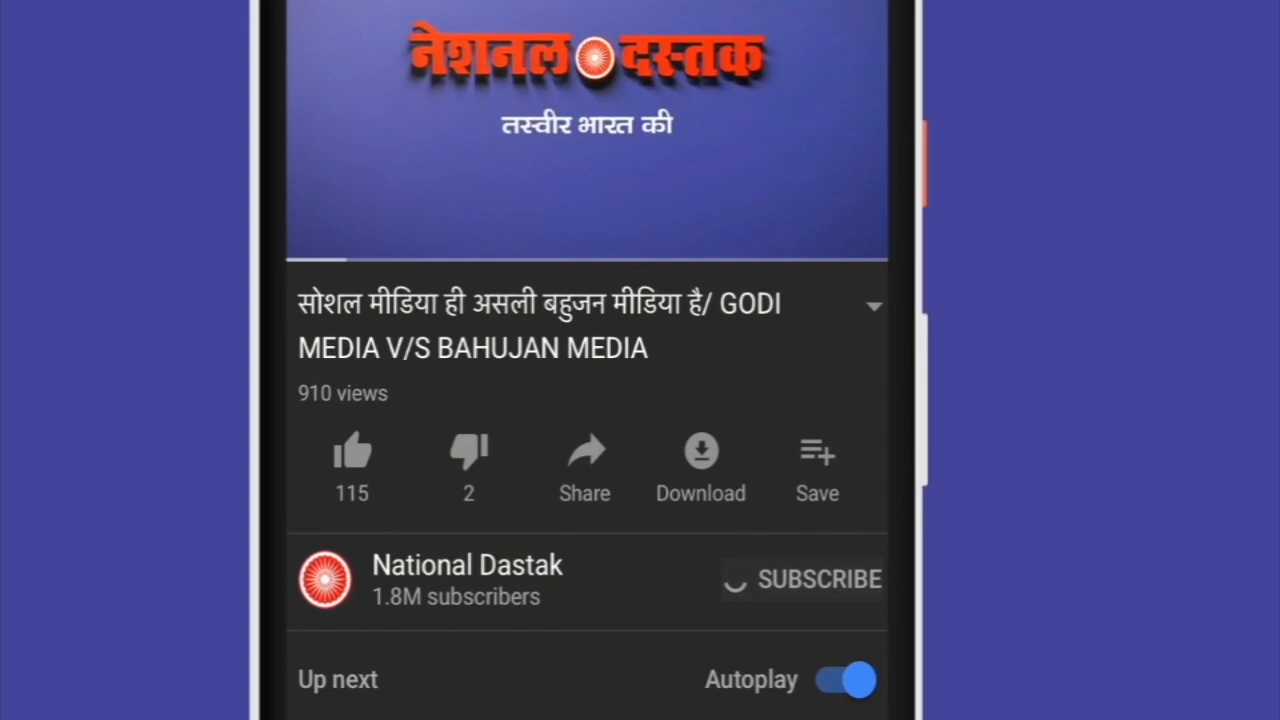 नेशनल दस्तक
तस्वीर भारत की
सोशल मीडिया ही असली बहुजन मीडिया है/ GODI
MEDIA V/S BAHUJAN MEDIA
910 views
115
2
Share
Download
Save
National Dastak
1.8M subscribers
SUBSCRIBE
Up next
Autoplay